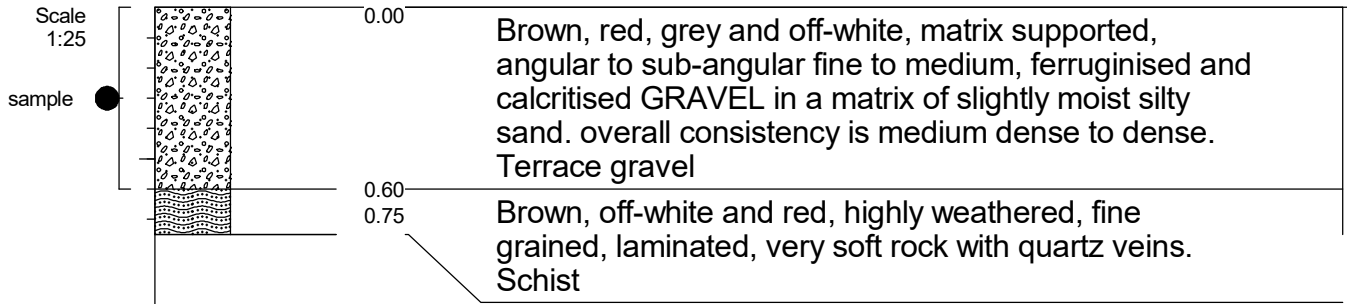 Scale
1:25
sample
0.00
Brown, red, grey and off-white, matrix supported,
angular to sub-angular fine to medium, ferruginised and
calcritised GRAVEL in a matrix of slightly moist silty
sand. overall consistency is medium dense to dense.
Terrace gravel
0.60
0.75
Brown, off-white and red, highly weathered, fine
grained, laminated, very soft rock with quartz veins.
Schist